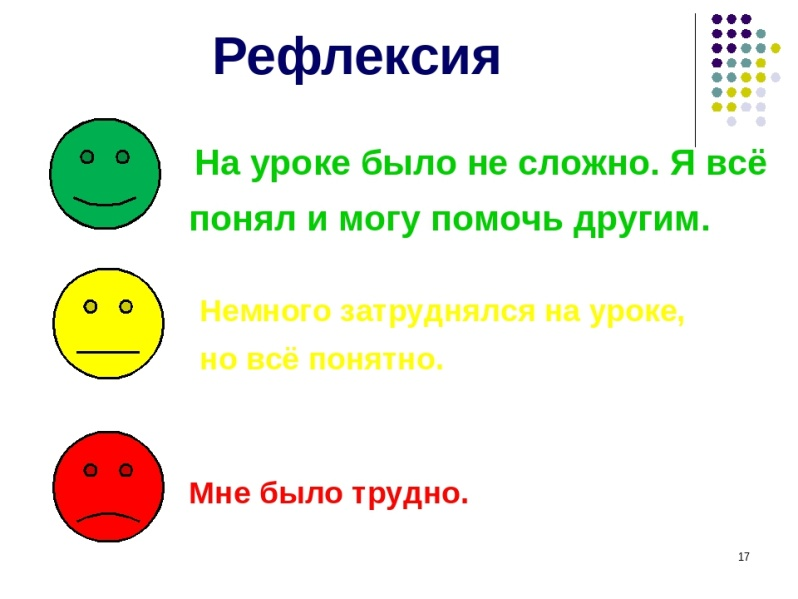 Рефлексия
На уроке было не сложно. Я всё
понял и могу помочь другим.
Немного затруднялся на уроке,
но всё понятно.
Мне было трудно.
17